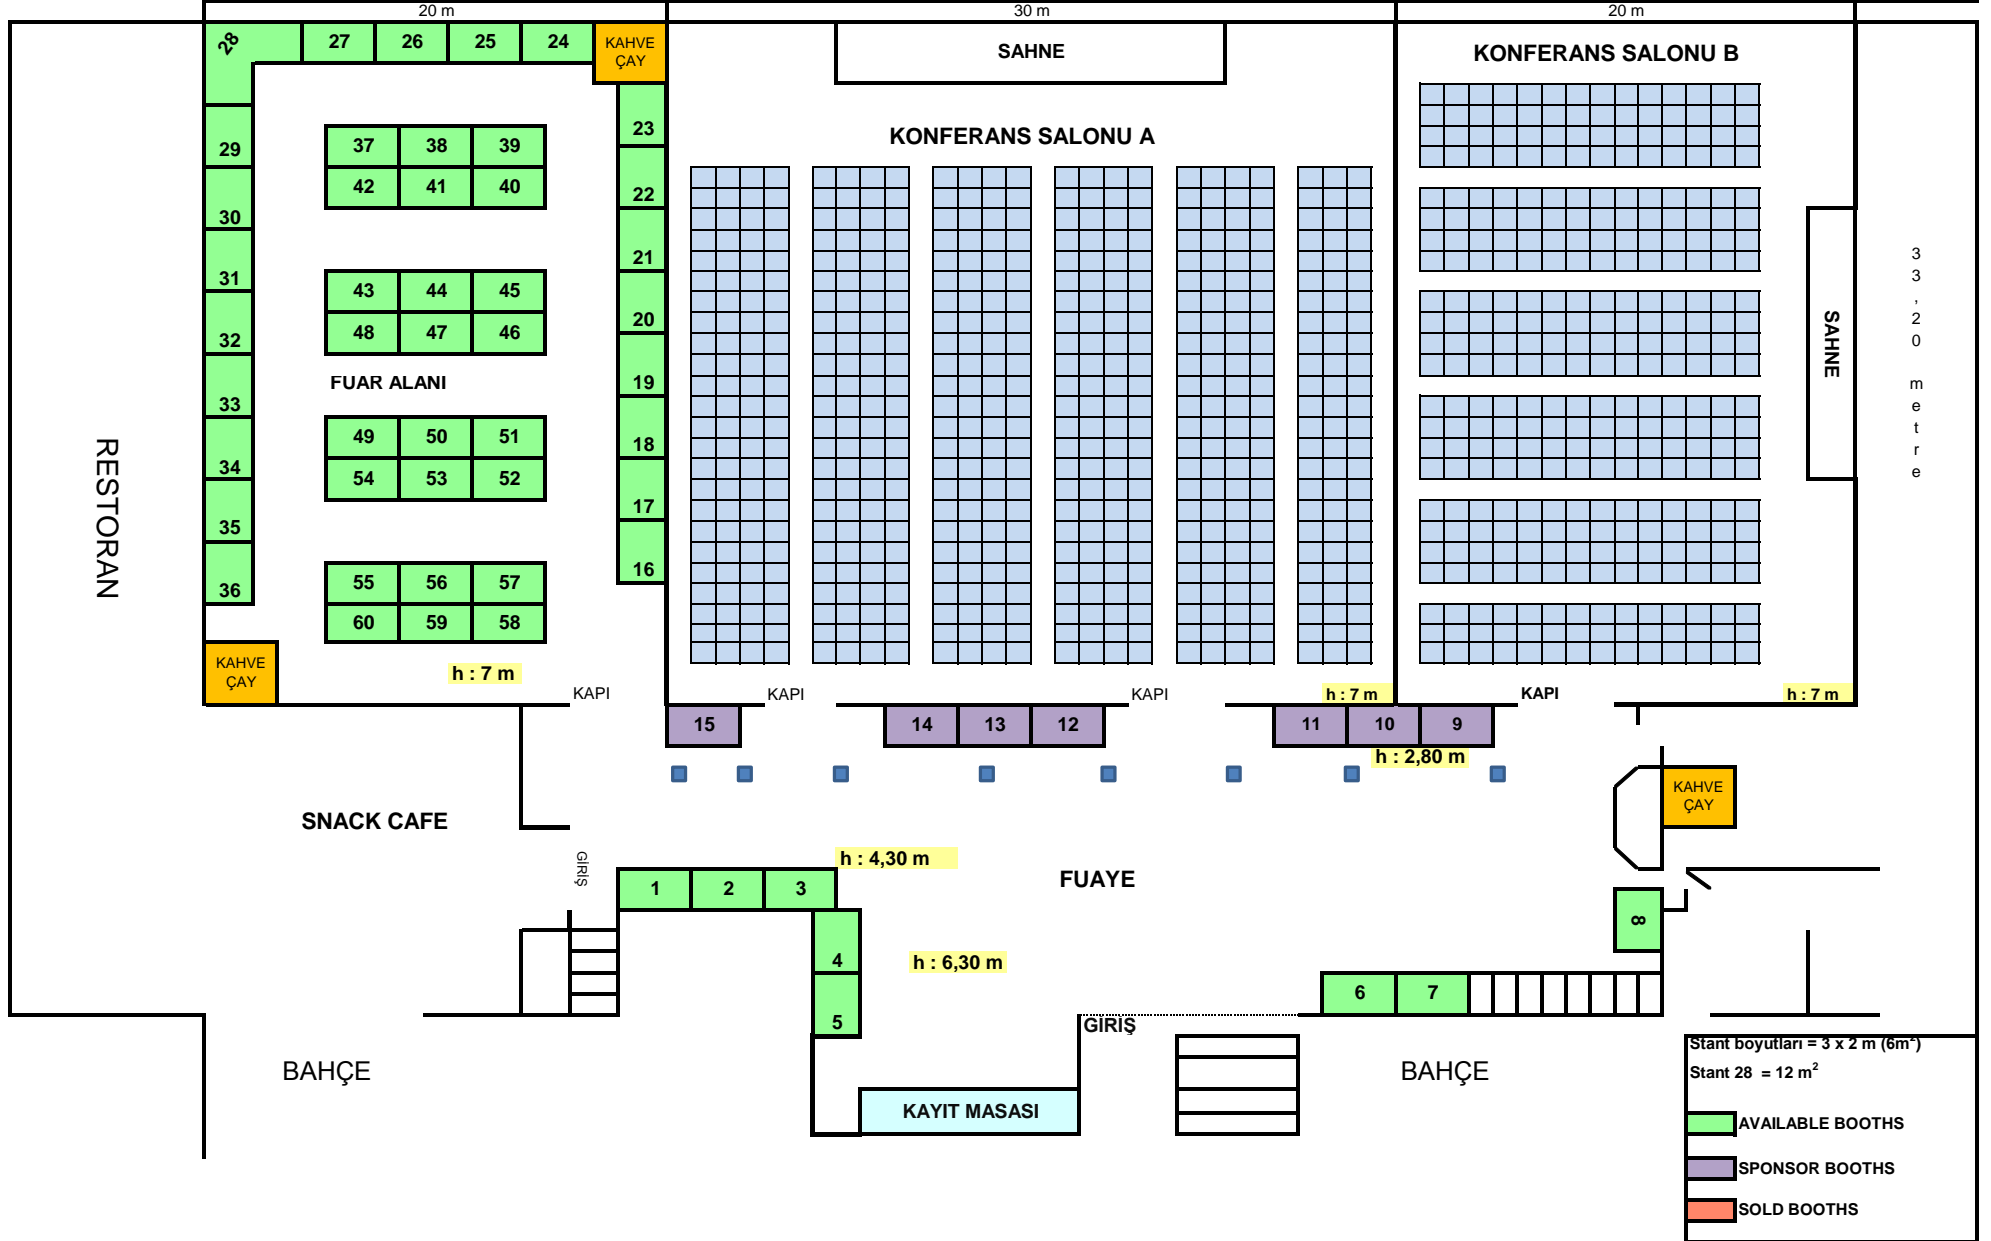 20 m
30 m
20 m
28
27
26
25
24
KAHVE
ÇAY
SAHNE
KONFERANS SALONU B
KONFERANS SALONU A
23
22
21
20
19
18
17
16
29
30
31
32
33
34
35
36
37
38
39
42
41
40
43
44
45
48
47
46
FUAR ALANI
49
50
51
54
53
52
55
56
57
60
59
58
RESTORAN
KAHVE
ÇAY
h : 7 m
KAPI
KAPI
KAPI
h : 7 m
KAPI
h : 7 m
SAHNE
33,20 metre
15
14
13
12
11
10
9
h : 2,80 m
KAHVE
ÇAY
SNACK CAFE
GİRİŞ
h : 4,30 m
FUAYE
1
2
3
4
5
h : 6,30 m
8
6
7
GİRİŞ
BAHÇE
BAHÇE
KAYIT MASASI
Stant boyutları = 3 x 2 m (6m²)
Stant 28 = 12 m²
AVAILABLE BOOTHS
SPONSOR BOOTHS
SOLD BOOTHS